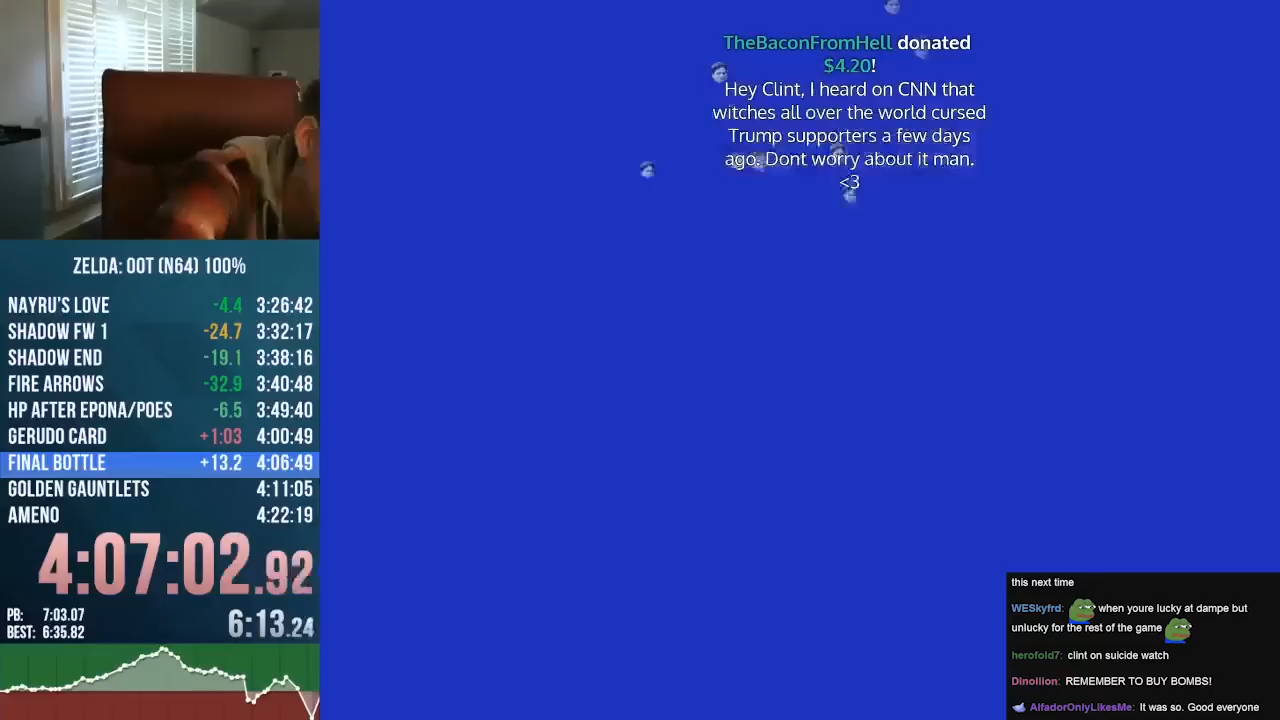 TheBaconFromHell donated
$4.20!
Hey Clint, I heard on CNN that
witches all over the world cursed
Trump supporters a few days
ago. Dont worry about it man.
<3
ZELDA: OOT (N64) 100%
NAYRU'S LOVE -4.4 3:26:42
SHADOW FW 1 -24.7 3:32:17
SHADOW END -19.1 3:38:16
FIRE ARROWS -32.9 3:40:48
HP AFTER EPONA/POES -6.5 3:49:40
GERUDO CARD +1:03 4:00:49
FINAL BOTTLE +13.2 4:06:49
GOLDEN GAUNTLETS 4:11:05
AMENO 4:22:19
4:07:02.92
PB: 7:03.07
BEST: 6:35.82
6:13.24
this next time
WESkyfrd: when youre lucky at dampe but
unlucky for the rest of the game
herofold7: clint on suicide watch
Dinollion: REMEMBER TO BUY BOMBS!
AlfadorOnlyLikesMe: It was so. Good everyone